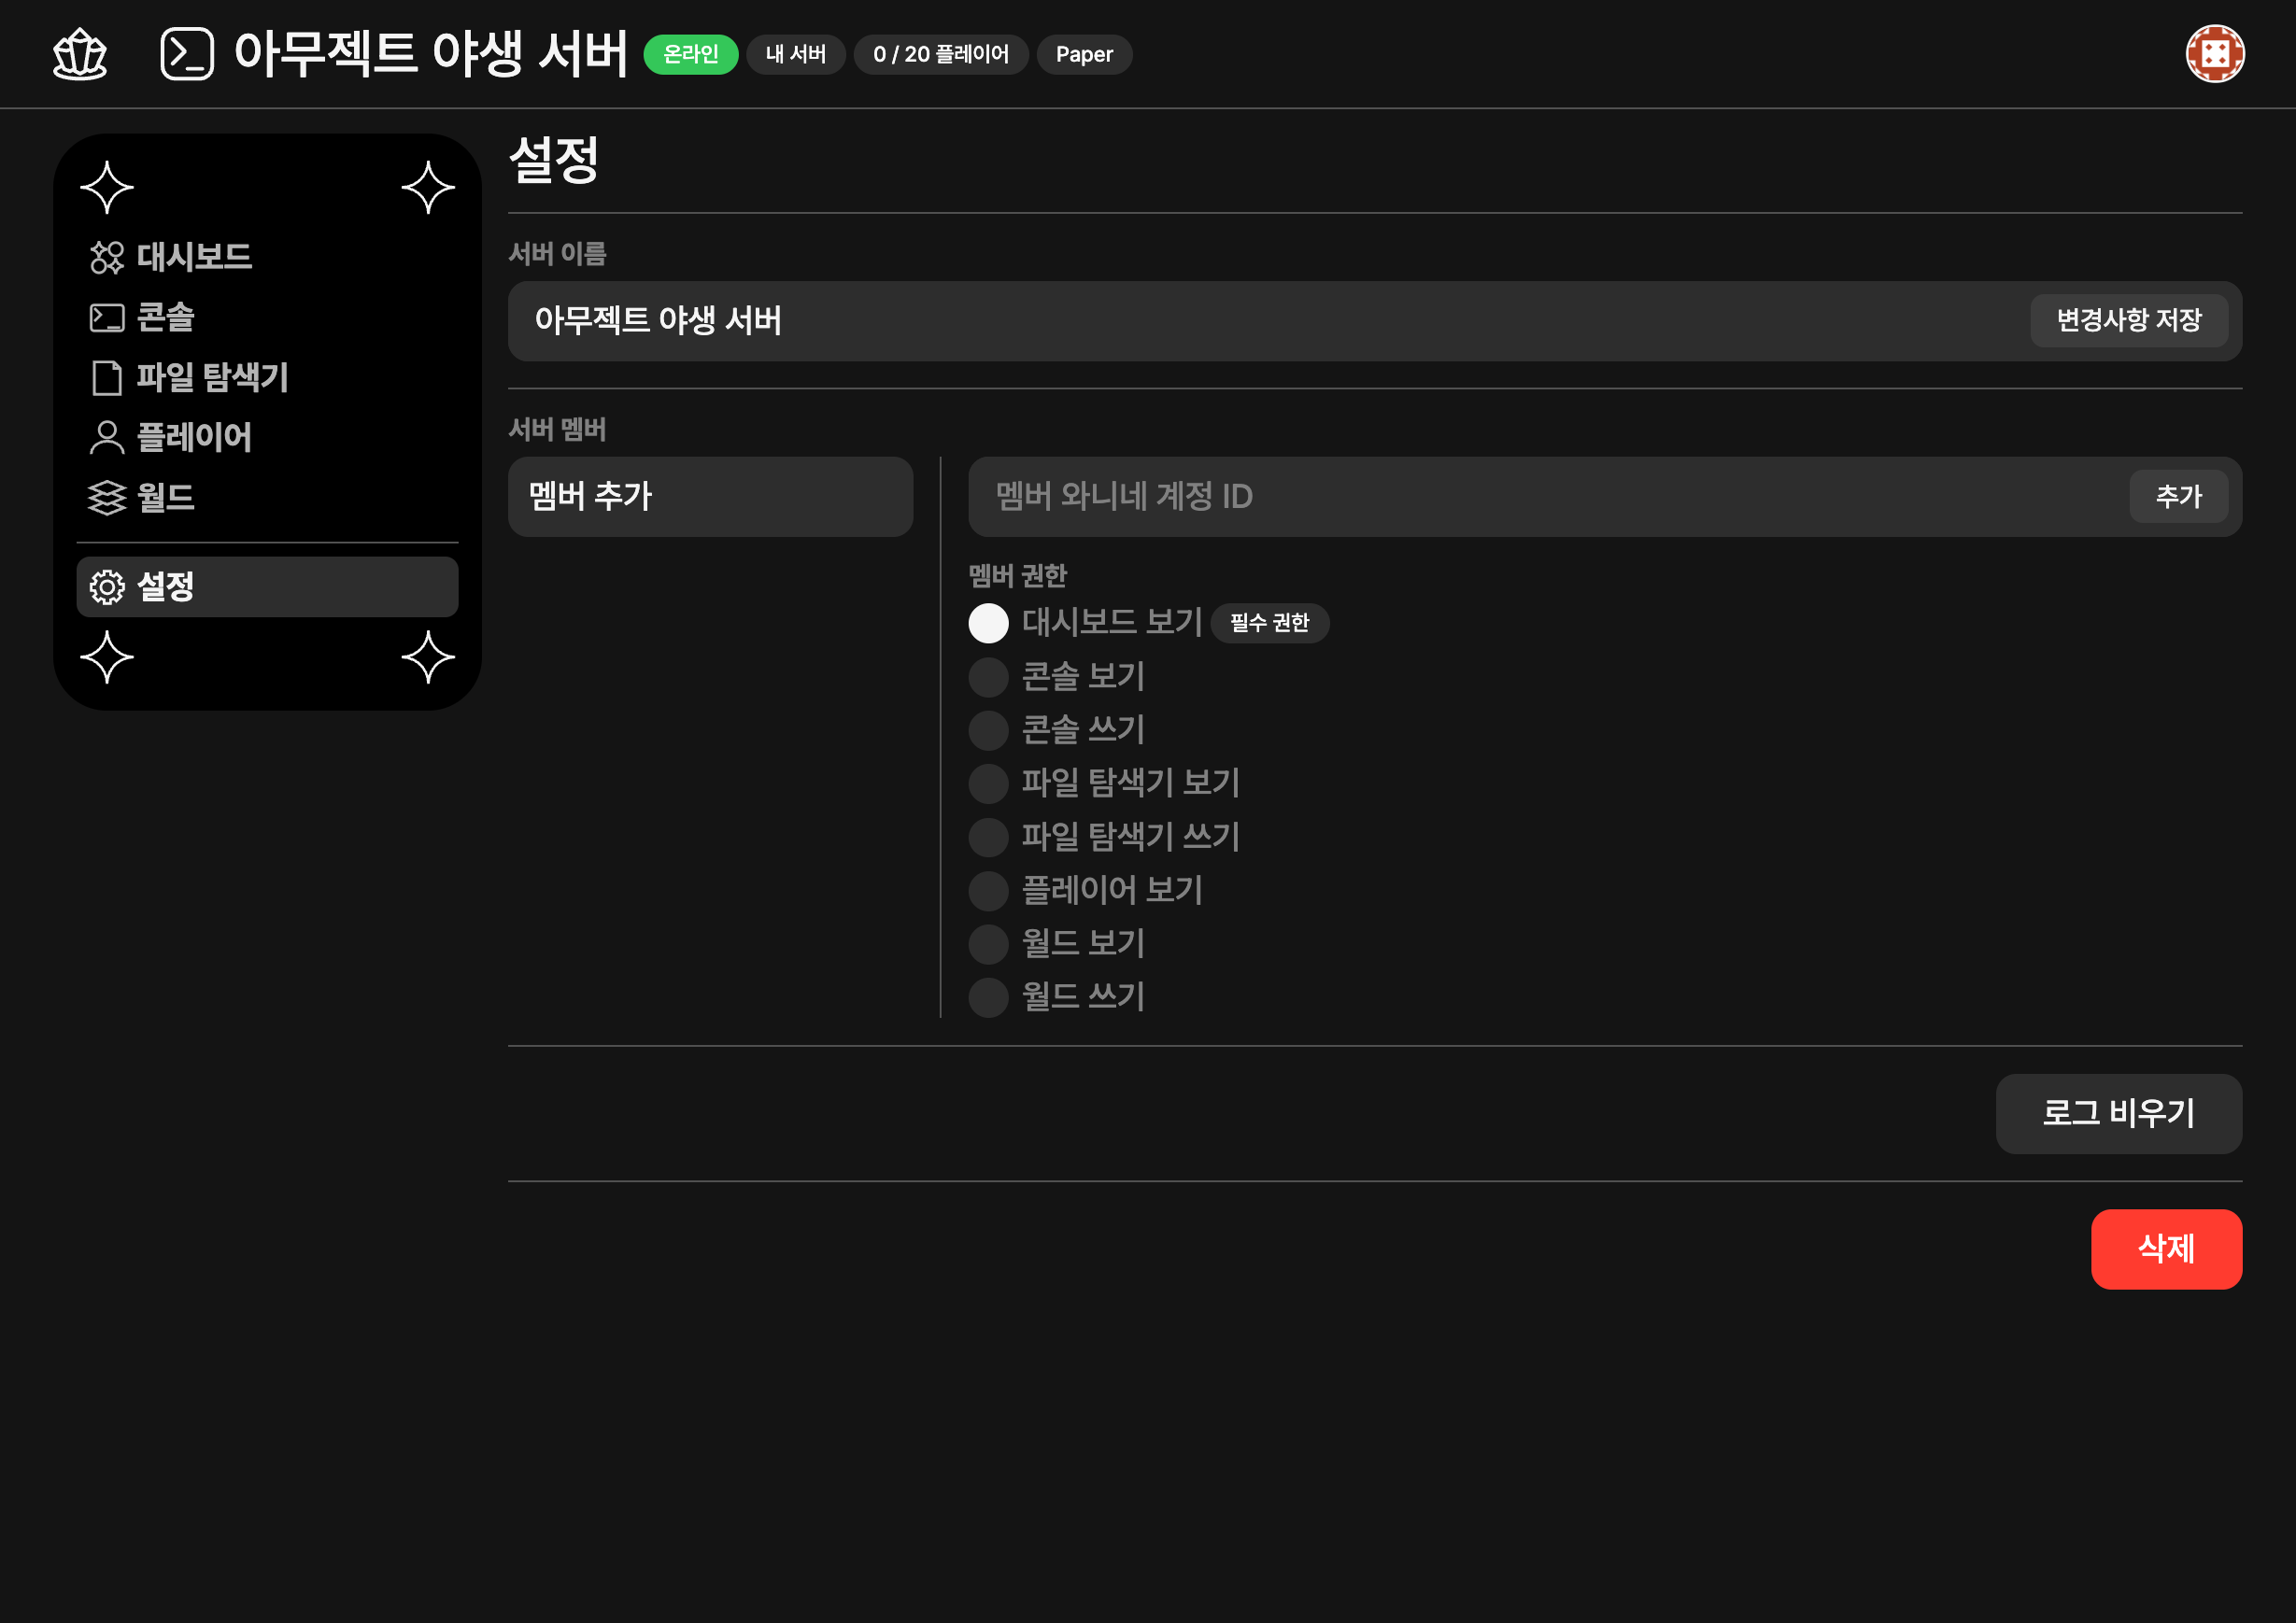 아무젝트 야생 서버 온라인 내 서버 0 / 20 플레이어 Paper
대시보드
콘솔
파일 탐색기
플레이어
월드
설정
설정
서버 이름
아무젝트 야생 서버 변경사항 저장
서버 멤버
멤버 추가
멤버 와니네 계정 ID 추가
멤버 권한
대시보드 보기 필수 권한
콘솔 보기
콘솔 쓰기
파일 탐색기 보기
파일 탐색기 쓰기
플레이어 보기
월드 보기
월드 쓰기
로그 비우기
삭제